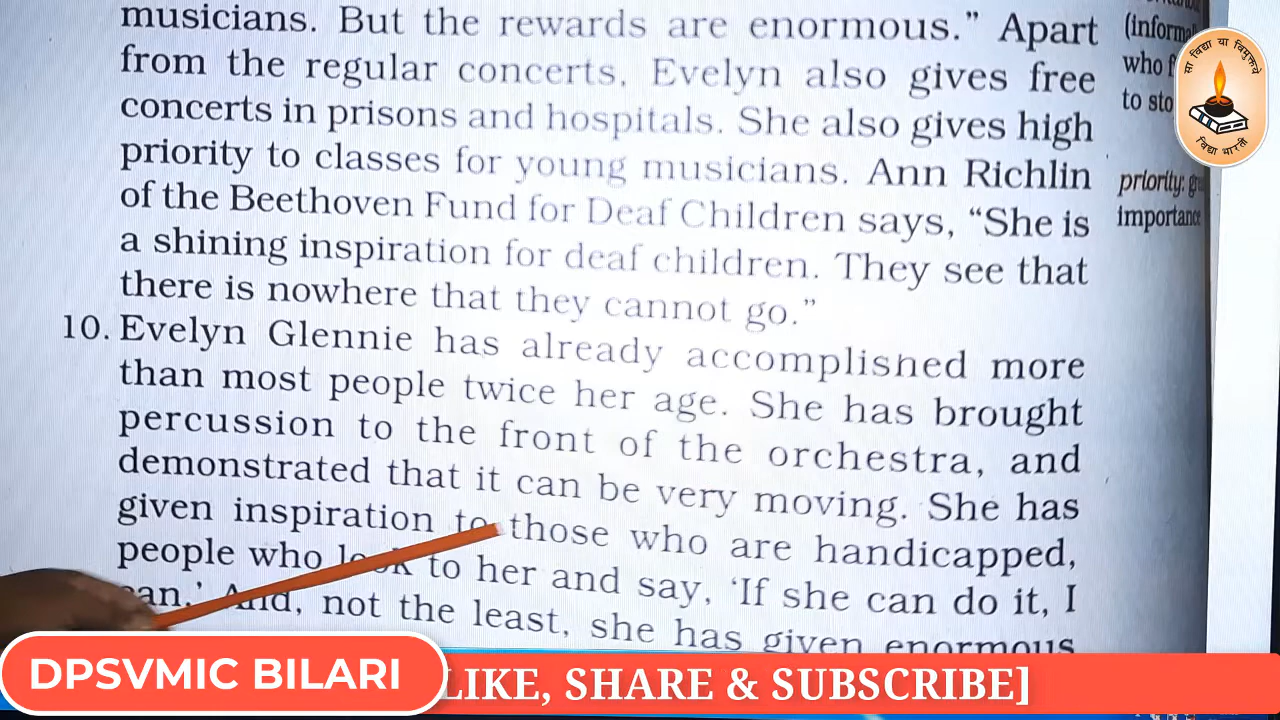 musicians. But the rewards are enormous.” Apart
from the regular concerts, Evelyn also gives free
concerts in prisons and hospitals. She also gives high
priority to classes for young musicians. Ann Richlin
of the Beethoven Fund for Deaf Children says, “She is
a shining inspiration for deaf children. They see that
there is nowhere that they cannot go.”
10. Evelyn Glennie has already accomplished more
than most people twice her age. She has brought
percussion to the front of the orchestra, and
demonstrated that it can be very moving. She has
given inspiration to those who are handicapped,
people who look to her and say, ‘If she can do it, I
can.’ And, not the least, she has given enormous
who
to
priority:
importance
सा विद्या या विमुक्तये
विद्या भारती
DPSVMIC BILARI
LIKE, SHARE & SUBSCRIBE]